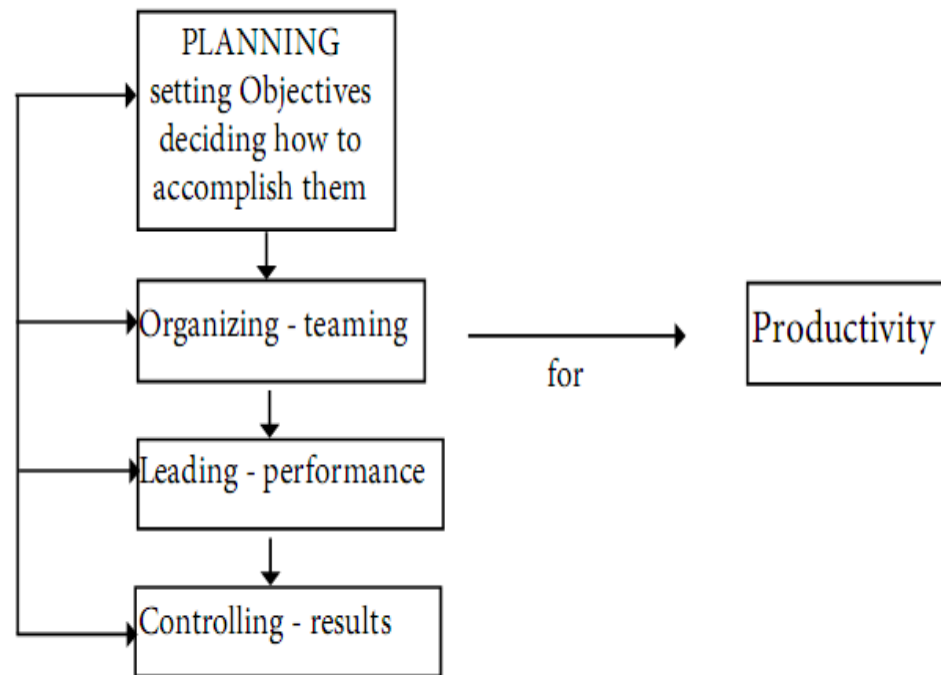 PLANNING
setting Objectives
deciding how to
accomplish them
Organizing - teaming
for
Productivity
Leading - performance
Controlling - results